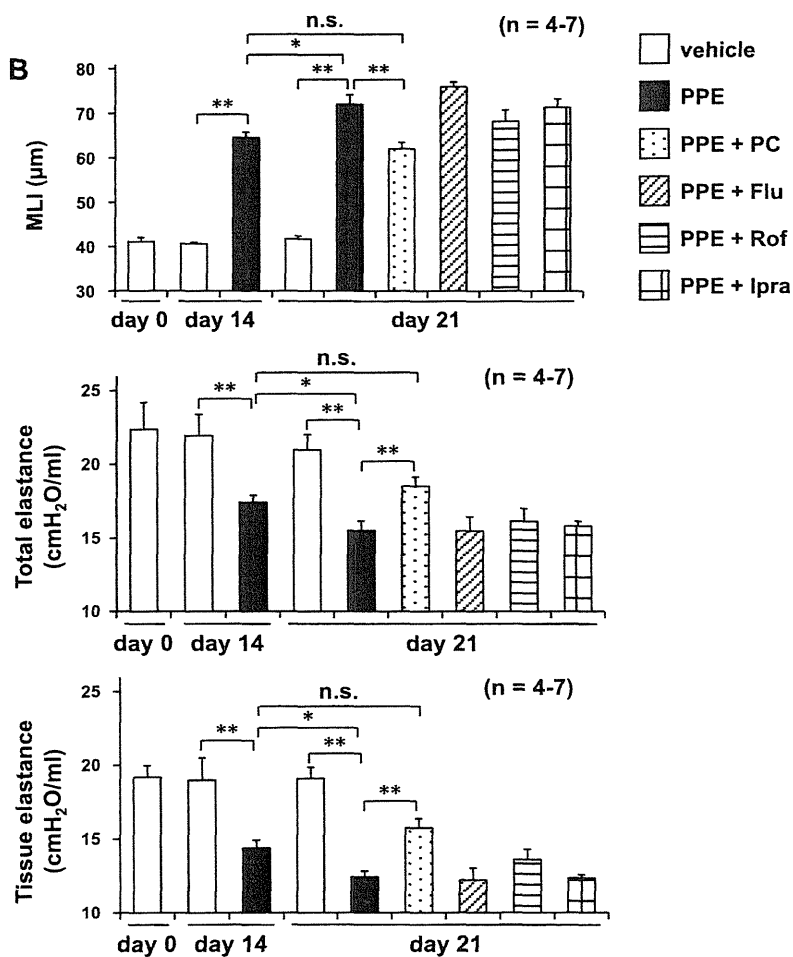 B
n.s.
(n = 4-7)
*
**
**
**
80
70
60
50
40
30
MLI (μm)
day 0
day 14
day 21
vehicle
PPE
PPE + PC
PPE + Flu
PPE + Rof
PPE + Ipra
n.s.
(n = 4-7)
**
*
**
**
25
20
15
10
Total elastance
(cmH₂O/ml)
day 0
day 14
day 21
n.s.
(n = 4-7)
**
*
**
**
25
20
15
10
Tissue elastance
(cmH₂O/ml)
day 0
day 14
day 21